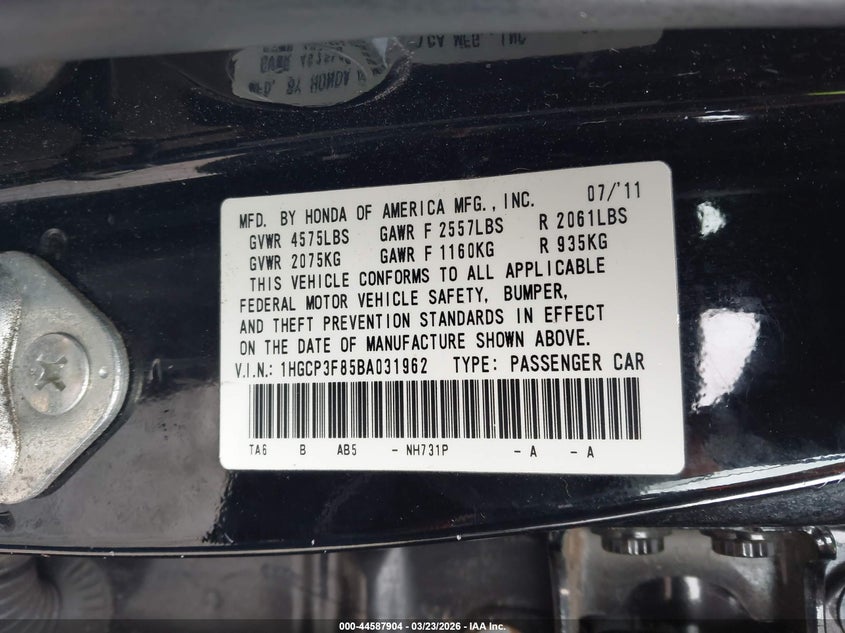 MFD. BY HONDA OF AMERICA MFG., INC. 07/'11
GVWR 4575LBS GAWR F 2557LBS R 2061LBS
GVWR 2075KG GAWR F 1160KG R 935KG
THIS VEHICLE CONFORMS TO ALL APPLICABLE
FEDERAL MOTOR VEHICLE SAFETY, BUMPER,
AND THEFT PREVENTION STANDARDS IN EFFECT
ON THE DATE OF MANUFACTURE SHOWN ABOVE.
V.I.N.: 1HGCP3F85BA031962 TYPE: PASSENGER CAR
TA6 B AB5 - NH731P - A - A
000-44587904 - 03/23/2026 - IAA Inc.